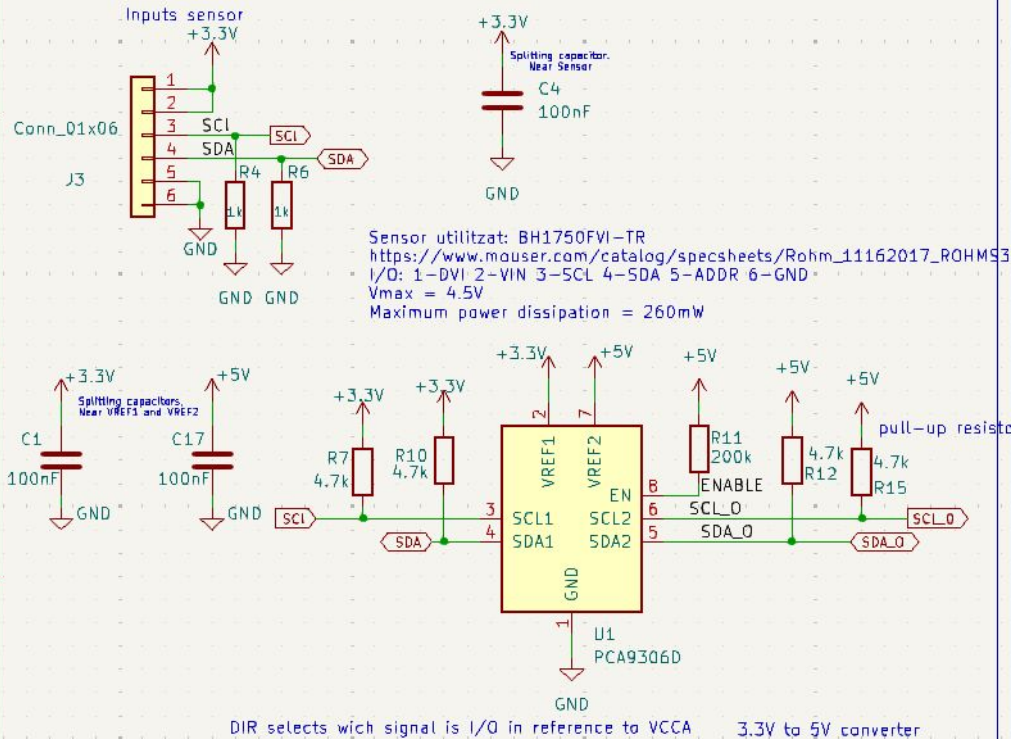 Inputs sensor
+3.3V
1
2
Conn_01x06
3
SCl
SCl
4
SDA
SDA
J3
5
6
R4
R6
1k
1k
GND
GND
GND
+3.3V
Splitting capacitor.
Near Sensor
C4
100nF
GND
Sensor utilitzat: BH1750FVI-TR
https://www.mouser.com/catalog/specsheets/Rohm_11162017_ROHMS3
I/O: 1-DVI 2-VIN 3-SCL 4-SDA 5-ADDR 6-GND
Vmax = 4.5V
Maximum power dissipation = 260mW
+3.3V
Splitting capacitors.
Near VREF1 and VREF2
C1
100nF
GND
+5V
C17
100nF
GND
+3.3V
R7
4.7k
+3.3V
R10
4.7k
+3.3V
+5V
2
7
VREF1
VREF2
+5V
R11
200k
+5V
4.7k
R12
+5V
pull-up resisto
4.7k
R15
EN
8
ENABLE
SCl
3
SCL1
SCL2
6
SCL_O
SCL_O
SDA
4
SDA1
SDA2
5
SDA_O
SDA_O
GND
1
U1
PCA9306D
GND
DIR selects wich signal is I/O in reference to VCCA
3.3V to 5V converter